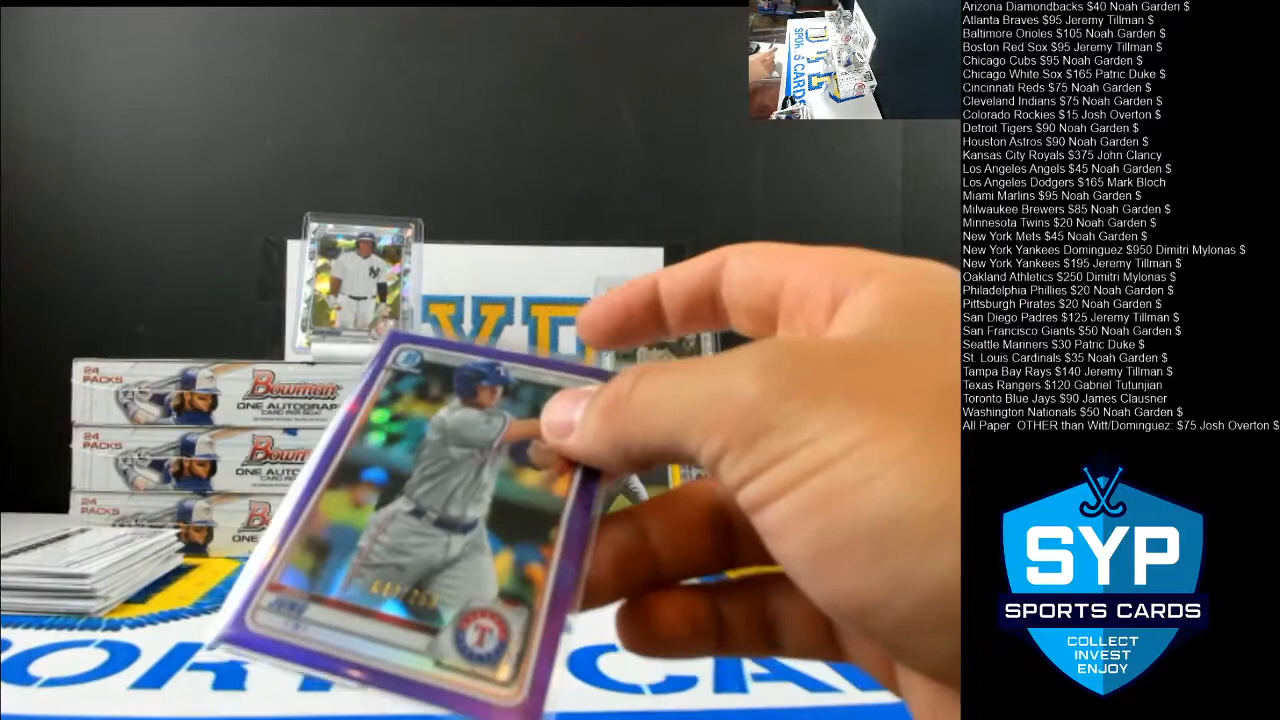 Arizona Diamondbacks $40 Noah Garden $
Atlanta Braves $95 Jeremy Tillman $
Baltimore Orioles $105 Noah Garden $
Boston Red Sox $95 Jeremy Tillman $
Chicago Cubs $95 Noah Garden $
Chicago White Sox $165 Patric Duke $
Cincinnati Reds $75 Noah Garden $
Cleveland Indians $75 Noah Garden $
Colorado Rockies $15 Josh Overton $
Detroit Tigers $90 Noah Garden $
Houston Astros $90 Noah Garden $
Kansas City Royals $375 John Clancy
Los Angeles Angels $45 Noah Garden $
Los Angeles Dodgers $165 Mark Bloch
Miami Marlins $95 Noah Garden $
Milwaukee Brewers $85 Noah Garden $
Minnesota Twins $20 Noah Garden $
New York Mets $45 Noah Garden $
New York Yankees Dominguez $950 Dimitri Mylonas $
New York Yankees $195 Jeremy Tillman $
Oakland Athletics $250 Dimitri Mylonas $
Philadelphia Phillies $20 Noah Garden $
Pittsburgh Pirates $20 Noah Garden $
San Diego Padres $125 Jeremy Tillman $
San Francisco Giants $50 Noah Garden $
Seattle Mariners $30 Patric Duke $
St. Louis Cardinals $35 Noah Garden $
Tampa Bay Rays $140 Jeremy Tillman $
Texas Rangers $120 Gabriel Tutunjian
Toronto Blue Jays $90 James Clausner
Washington Nationals $50 Noah Garden $
All Paper OTHER than Witt/Dominguez: $75 Josh Overton $
SYP
SPORTS CARDS
COLLECT
INVEST
ENJOY
24
PACKS
Bowman
ONE AUTOGRAPH
24
PACKS
Bowman
ONE AUTOGRA
24
PACKS
Bo
T
CARDS